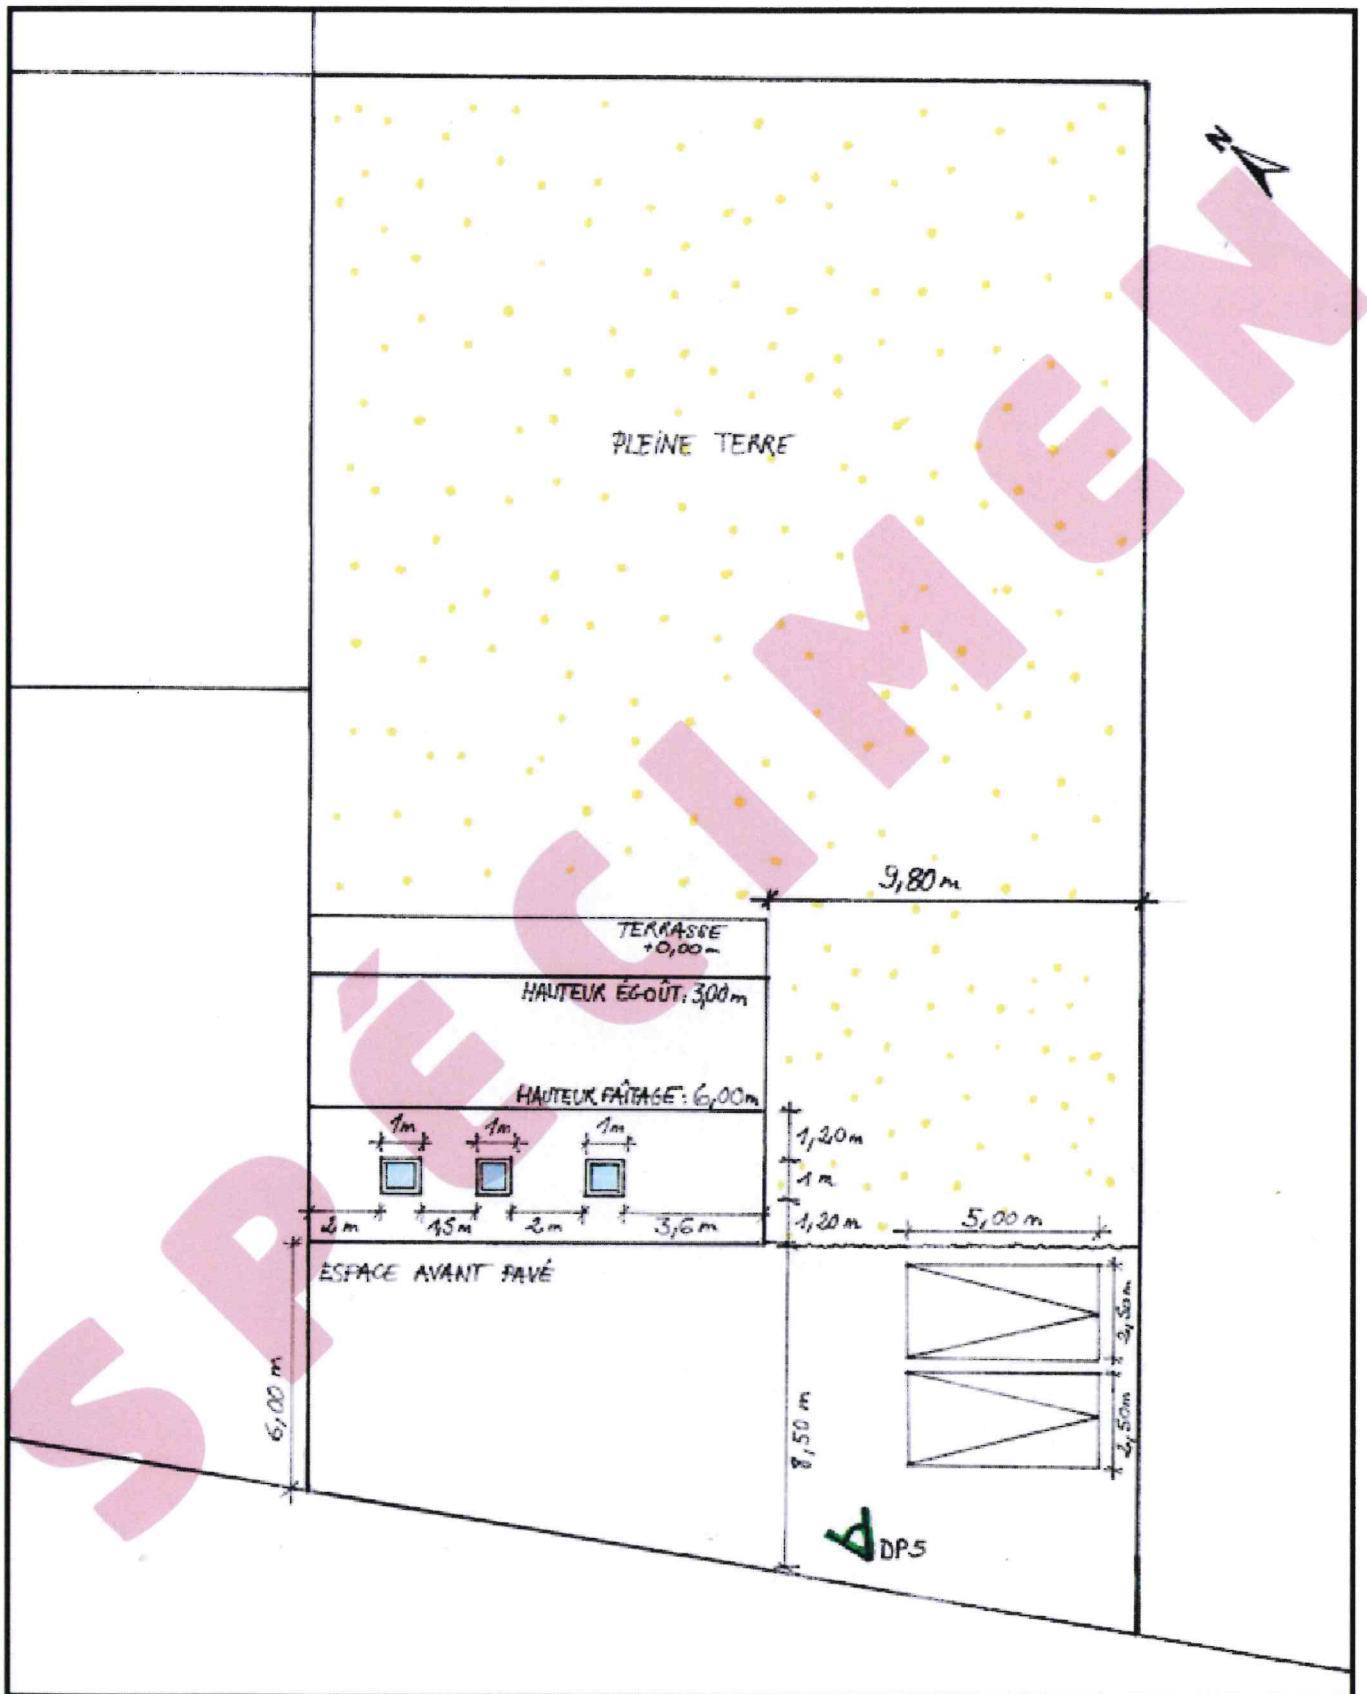 N
PLEINE TERRE
9,80 m
TERRASSE
+0,00 m
HAUTEUR ÉGOÛT: 3,00 m
HAUTEUR FAÎTAGE: 6,00 m
1m 1m 1m
1,20 m
1 m
1,20 m
2 m 1,5 m 2 m 3,6 m
5,00 m
ESPACE AVANT PAVÉ
2,50 m
2,50 m
6,00 m
8,50 m
DP5
SPÉCIMEN